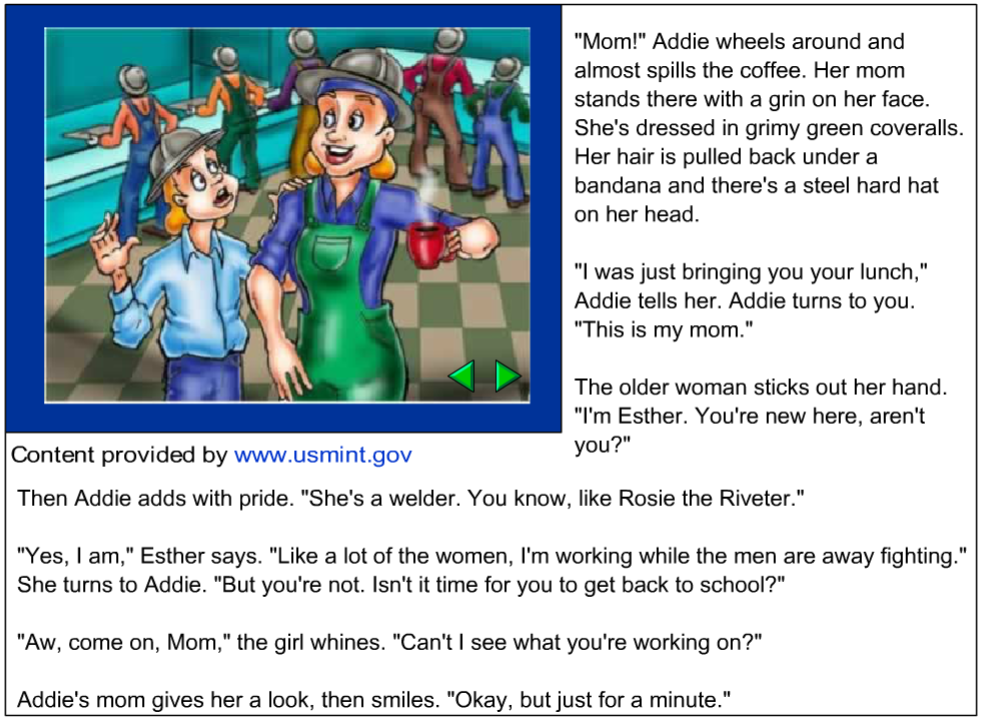 "Mom!" Addie wheels around and
almost spills the coffee. Her mom
stands there with a grin on her face.
She's dressed in grimy green coveralls.
Her hair is pulled back under a
bandana and there's a steel hard hat
on her head.
"I was just bringing you your lunch,"
Addie tells her. Addie turns to you.
"This is my mom."
The older woman sticks out her hand.
"I'm Esther. You're new here, aren't
you?"
Content provided by www.usmint.gov
Then Addie adds with pride. "She's a welder. You know, like Rosie the Riveter."
"Yes, I am," Esther says. "Like a lot of the women, I'm working while the men are away fighting."
She turns to Addie. "But you're not. Isn't it time for you to get back to school?"
"Aw, come on, Mom," the girl whines. "Can't I see what you're working on?"
Addie's mom gives her a look, then smiles. "Okay, but just for a minute."